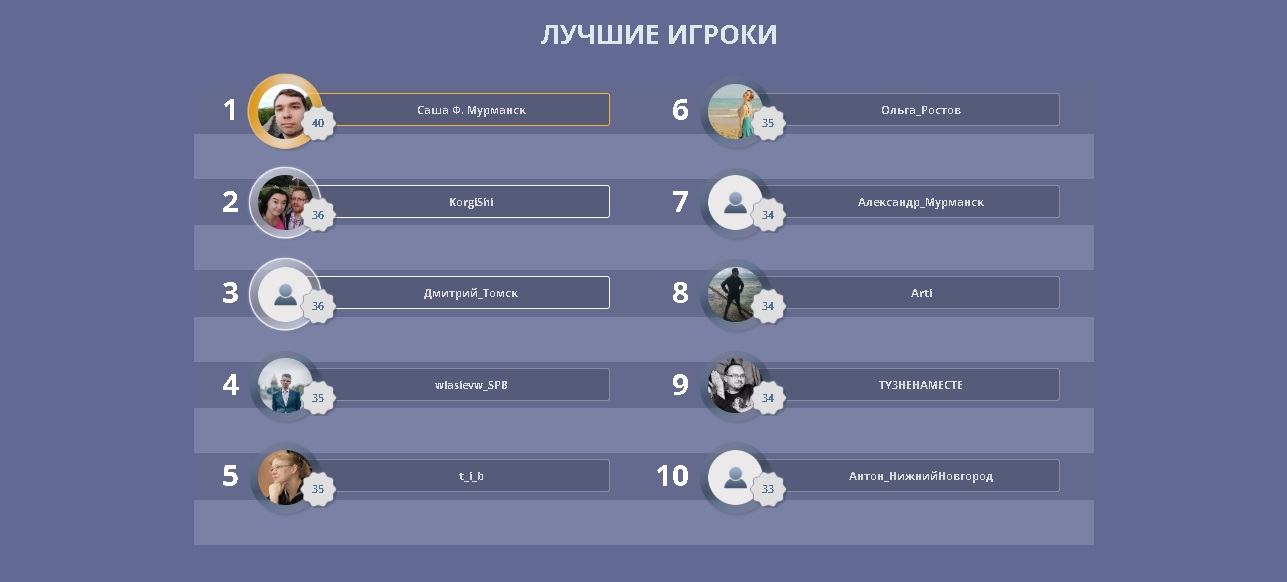 ЛУЧШИЕ ИГРОКИ
1 40 Саша Ф. Мурманск
2 36 KorgiShi
3 36 Дмитрий_Томск
4 35 wlasievw_SPB
5 35 t_i_b
6 35 Ольга_Ростов
7 34 Александр_Мурманск
8 34 Arti
9 34 ТУЗНЕНАМЕСТЕ
10 33 Антон_НижнийНовгород